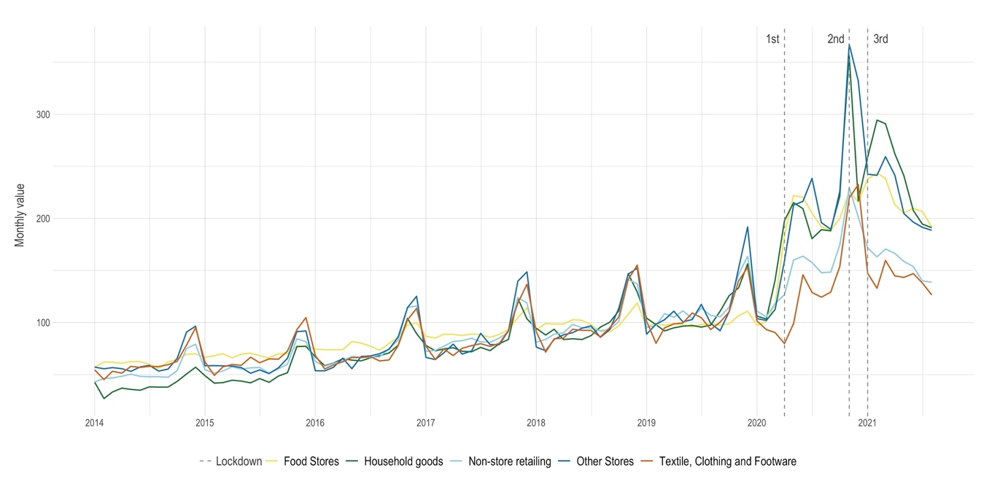 1st 2nd 3rd
300
200
100
Monthly value
2014 2015 2016 2017 2018 2019 2020 2021
Lockdown Food Stores Household goods Non-store retailing Other Stores Textile, Clothing and Footware